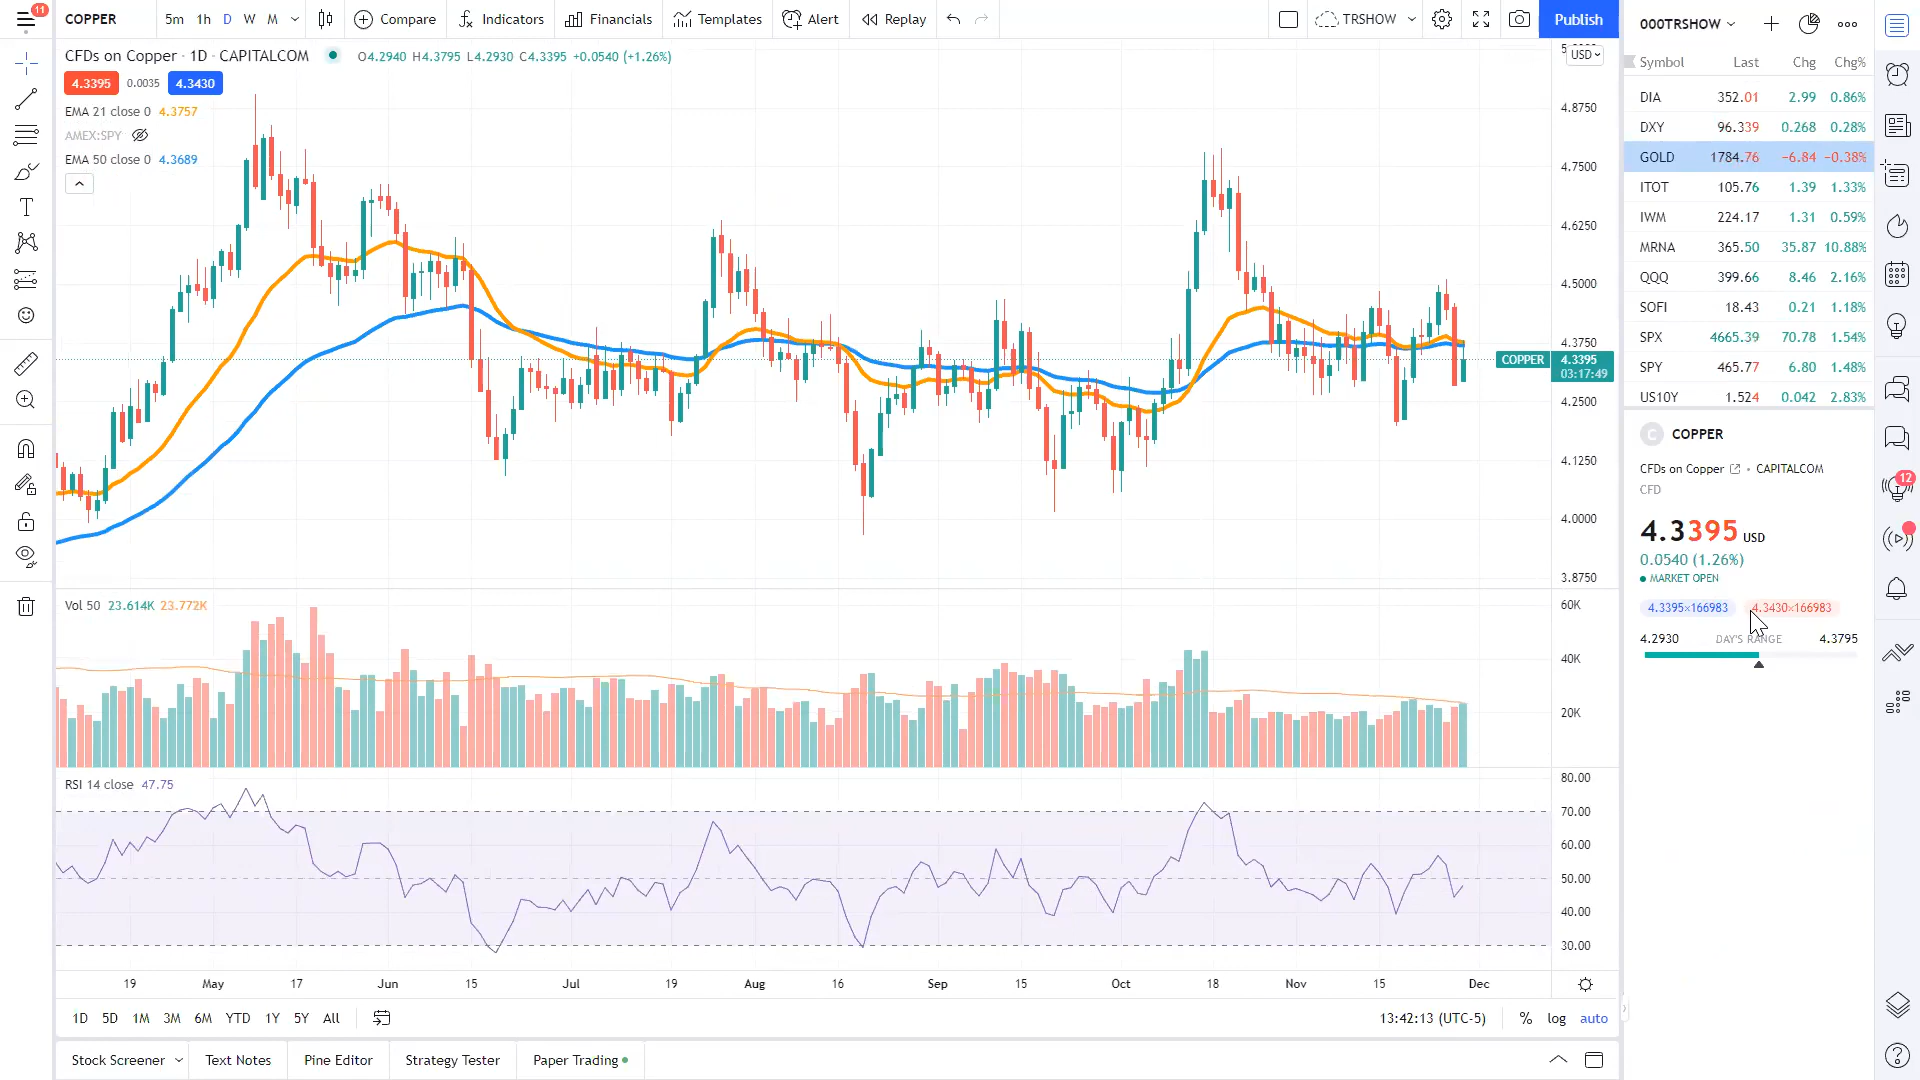 11
COPPER
5m 1h D W M Compare Indicators Financials Templates Alert Replay TRSHOW Publish
CFDs on Copper · 1D · CAPITALCOM O4.2940 H4.3795 L4.2930 C4.3395 +0.0540 (+1.26%)
4.3395 0.0035 4.3430
EMA 21 close 0 4.3757
AMEX:SPY
EMA 50 close 0 4.3689
USD
4.8750
4.7500
4.6250
4.5000
4.3750
COPPER 4.3395
03:17:49
4.2500
4.1250
4.0000
3.8750
Vol 50 23.614K 23.772K
60K
40K
20K
RSI 14 close 47.75
80.00
70.00
60.00
50.00
40.00
30.00
19 May 17 Jun 15 Jul 19 Aug 16 Sep 15 Oct 18 Nov 15 Dec
1D 5D 1M 3M 6M YTD 1Y 5Y All 13:42:13 (UTC-5) % log auto
Stock Screener Text Notes Pine Editor Strategy Tester Paper Trading
000TRSHOW
Symbol Last Chg Chg%
DIA 352.01 2.99 0.86%
DXY 96.339 0.268 0.28%
GOLD 1784.76 −6.84 −0.38%
ITOT 105.76 1.39 1.33%
IWM 224.17 1.31 0.59%
MRNA 365.50 35.87 10.88%
QQQ 399.66 8.46 2.16%
SOFI 18.43 0.21 1.18%
SPX 4665.39 70.78 1.54%
SPY 465.77 6.80 1.48%
US10Y 1.524 0.042 2.83%
C COPPER
CFDs on Copper • CAPITALCOM
CFD
4.3395 USD
0.0540 (1.26%)
MARKET OPEN
4.3395×166983 4.3430×166983
4.2930 DAY'S RANGE 4.3795
12